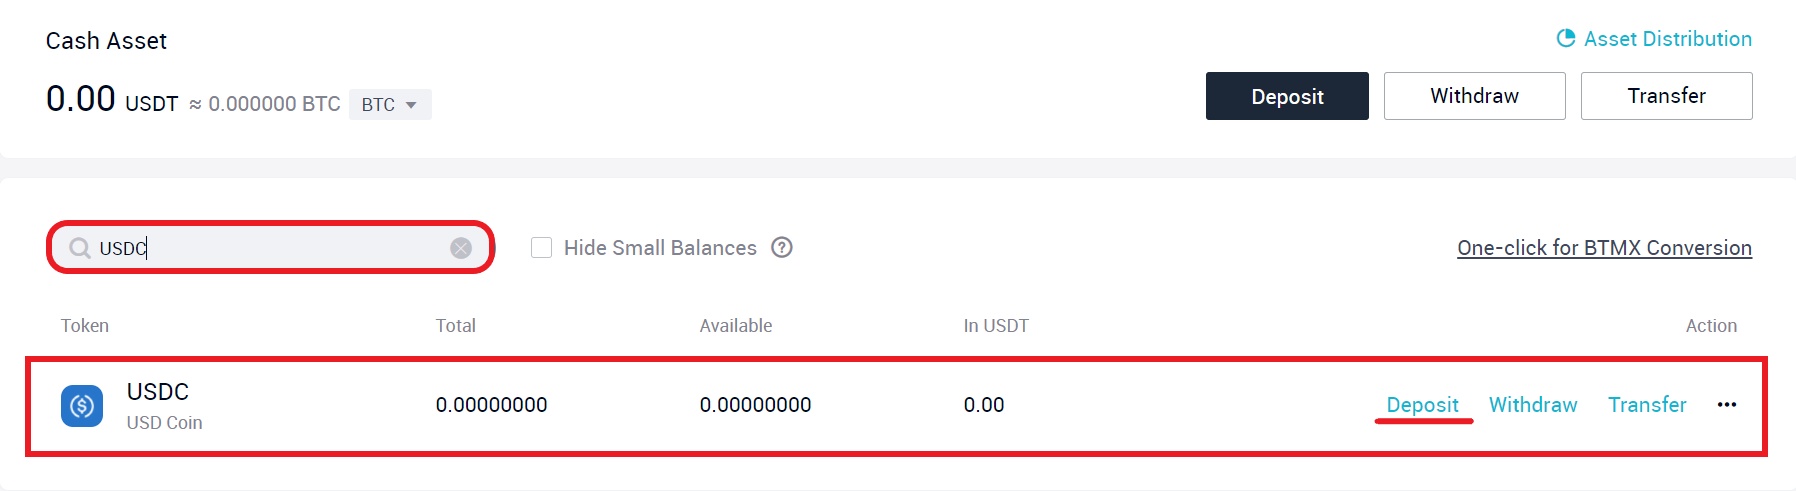 Cash Asset
Asset Distribution
0.00 USDT ≈ 0.000000 BTC BTC
Deposit Withdraw Transfer
USDC Hide Small Balances ? One-click for BTMX Conversion
Token Total Available In USDT Action
USDC 0.00000000 0.00000000 0.00 Deposit Withdraw Transfer •••
USD Coin